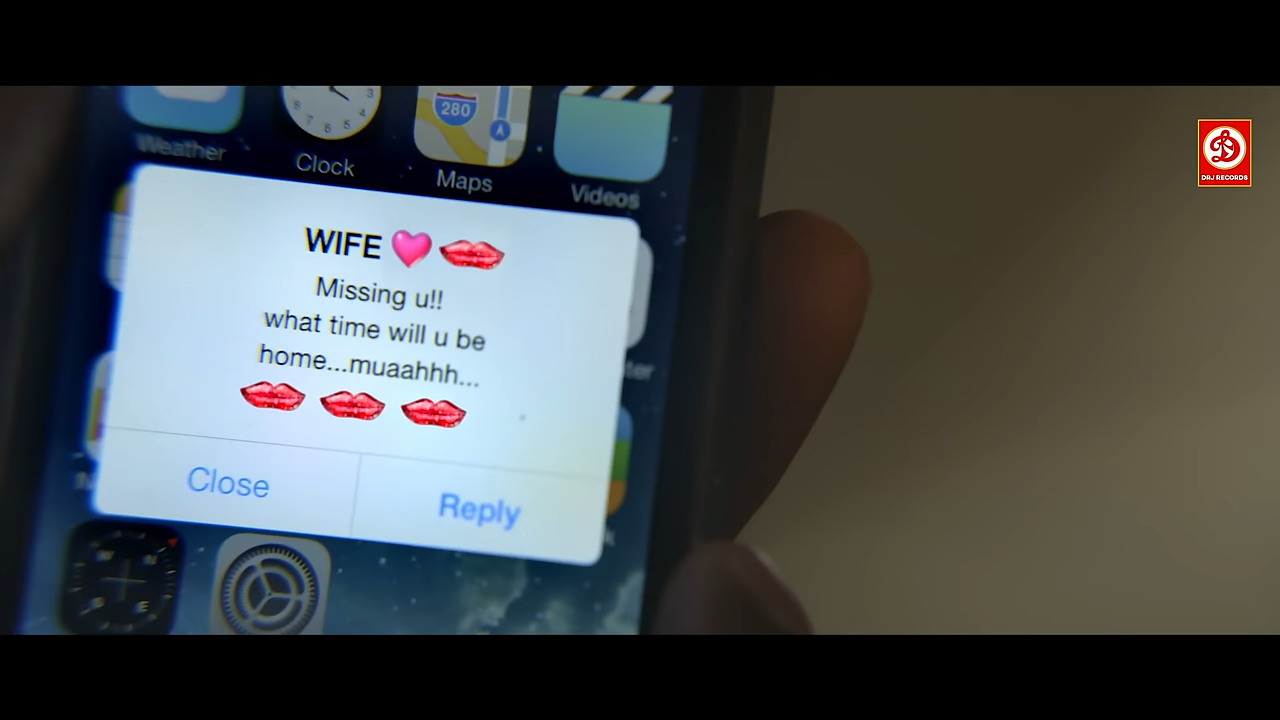 280
Weather
Clock
Maps
Videos
DRJ RECORDS
WIFE 💗 💋
Missing u!!
what time will u be
home...muaahhh...
💋 💋 💋
Close
Reply